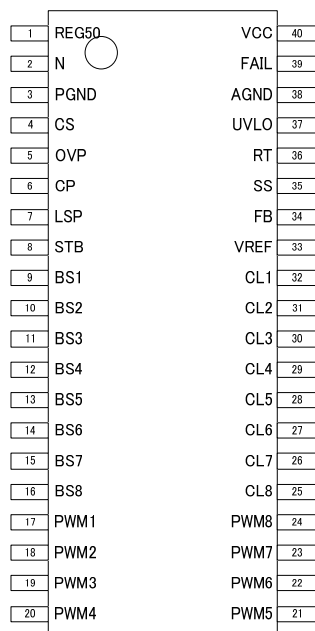 1 REG50 VCC 40
2 N FAIL 39
3 PGND AGND 38
4 CS UVLO 37
5 OVP RT 36
6 CP SS 35
7 LSP FB 34
8 STB VREF 33
9 BS1 CL1 32
10 BS2 CL2 31
11 BS3 CL3 30
12 BS4 CL4 29
13 BS5 CL5 28
14 BS6 CL6 27
15 BS7 CL7 26
16 BS8 CL8 25
17 PWM1 PWM8 24
18 PWM2 PWM7 23
19 PWM3 PWM6 22
20 PWM4 PWM5 21